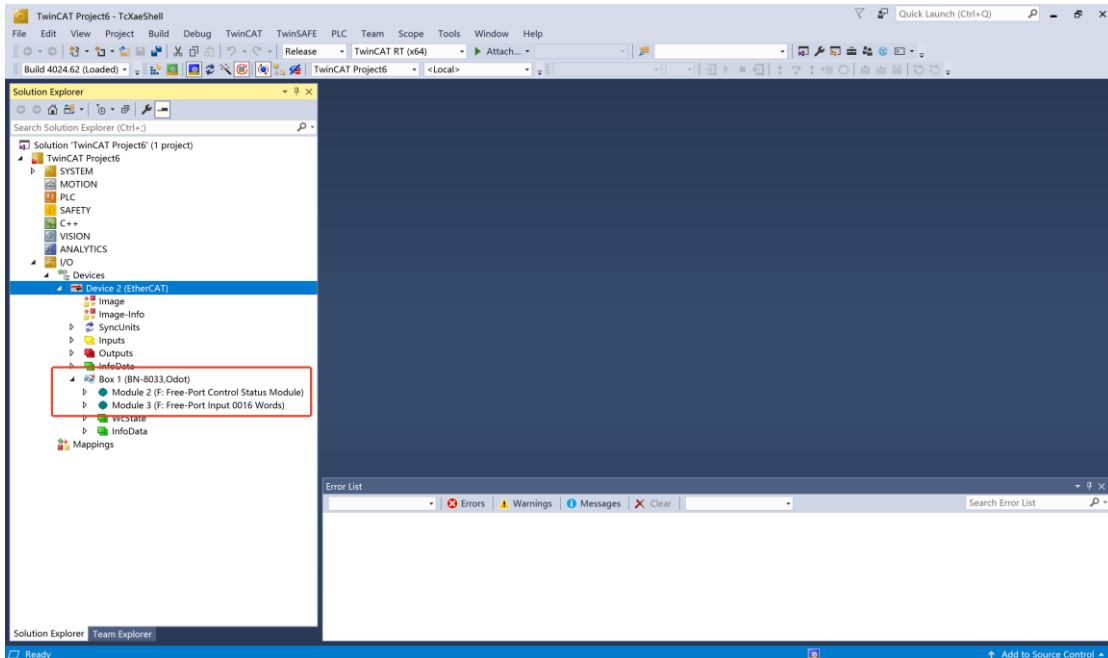 TwinCAT Project6 - TcXaeShell
Quick Launch (Ctrl+Q)
File Edit View Project Build Debug TwinCAT TwinSAFE PLC Team Scope Tools Window Help
Release TwinCAT RT (x64) Attach...
Build 4024.62 (Loaded) TwinCAT Project6 <Local>
Solution Explorer
Search Solution Explorer (Ctrl+;)
Solution 'TwinCAT Project6' (1 project)
TwinCAT Project6
SYSTEM
MOTION
PLC
SAFETY
C++
VISION
ANALYTICS
I/O
Devices
Device 2 (EtherCAT)
Image
Image-Info
SyncUnits
Inputs
Outputs
InfoData
Box 1 (BN-8033,Odot)
Module 2 (F: Free-Port Control Status Module)
Module 3 (F: Free-Port Input 0016 Words)
WcState
InfoData
Mappings
Error List
Errors Warnings Messages Clear
Search Error List
Solution Explorer Team Explorer
Ready
Add to Source Control